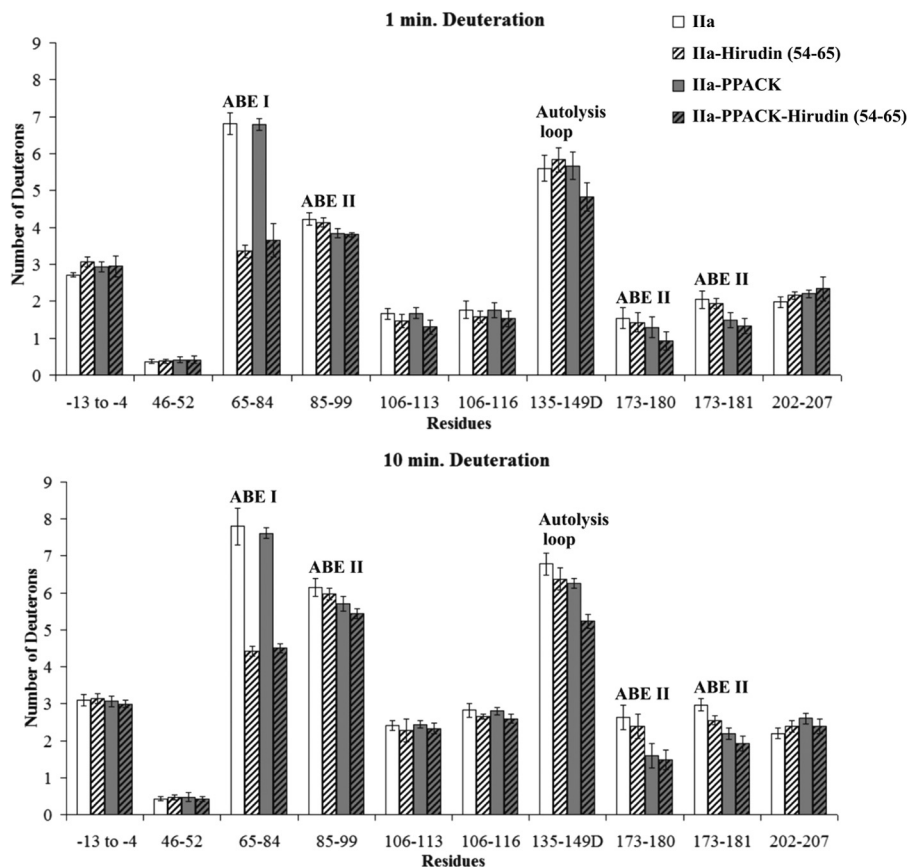 1 min. Deuteration
IIa
IIa-Hirudin (54-65)
IIa-PPACK
IIa-PPACK-Hirudin (54-65)
Number of Deuterons
9
8
7
6
5
4
3
2
1
0
ABE I
ABE II
Autolysis
loop
ABE II
ABE II
-13 to -4 46-52 65-84 85-99 106-113 106-116 135-149D 173-180 173-181 202-207
Residues
10 min. Deuteration
Number of Deuterons
9
8
7
6
5
4
3
2
1
0
ABE I
ABE II
Autolysis
loop
ABE II
ABE II
-13 to -4 46-52 65-84 85-99 106-113 106-116 135-149D 173-180 173-181 202-207
Residues